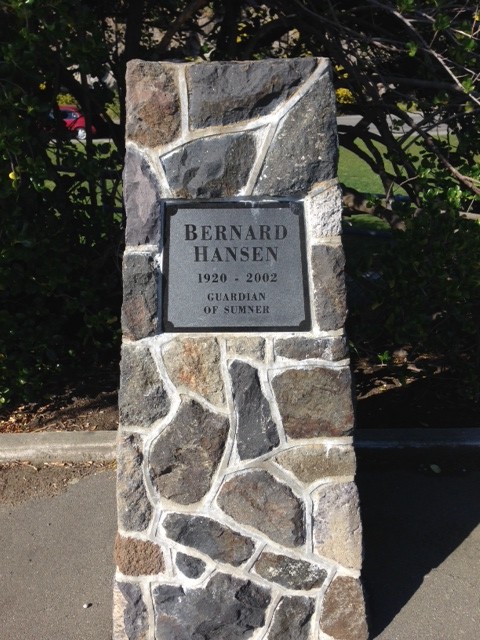 BERNARD
HANSEN
1920 - 2002
GUARDIAN
OF SUMNER